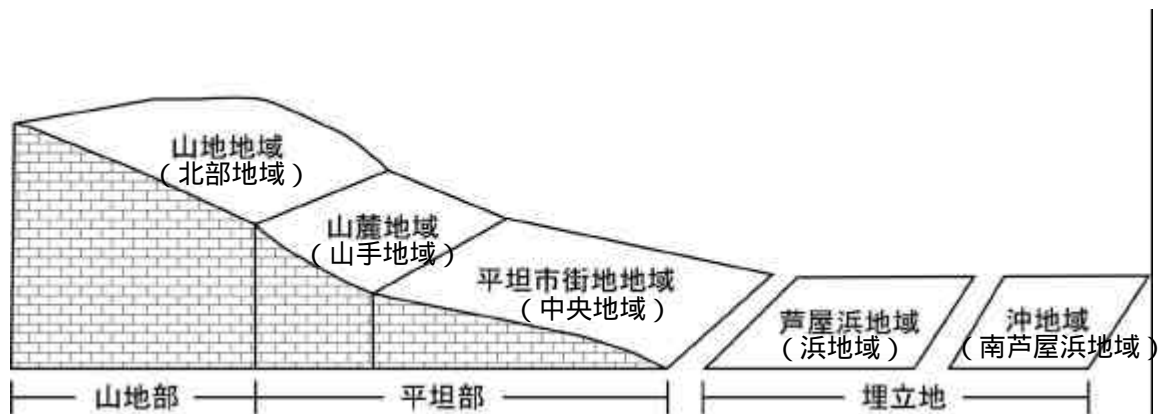 山地地域
(北部地域)
山麓地域
(山手地域)
平坦市街地地域
(中央地域)
芦屋浜地域
(浜地域)
沖地域
(南芦屋浜地域)
山地部
平坦部
埋立地